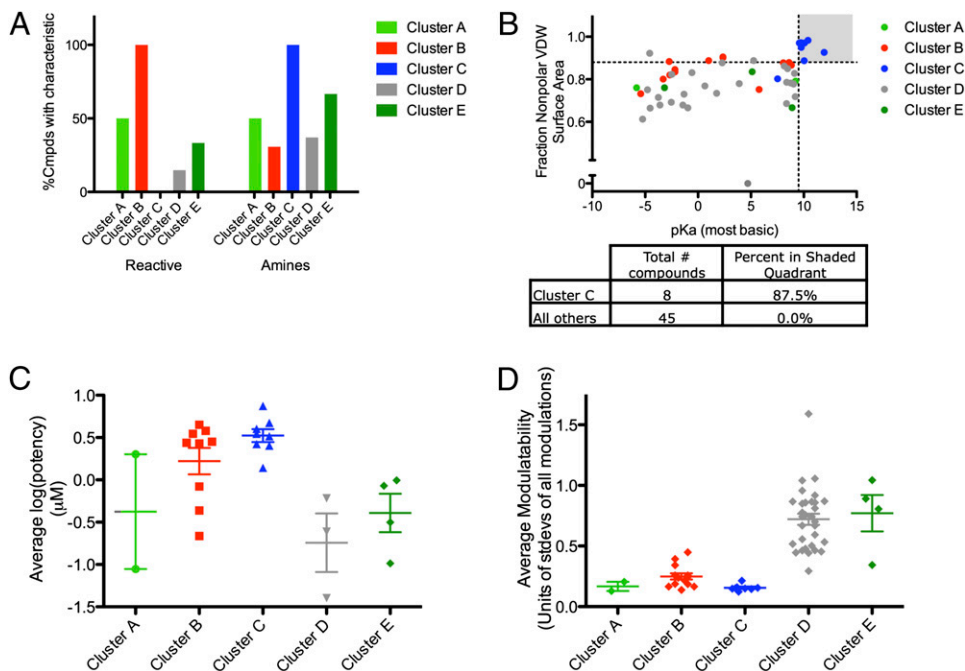 A
%Cmpds with characteristic
100
50
0
Cluster A
Cluster B
Cluster C
Cluster D
Cluster E
Cluster A
Cluster B
Cluster C
Cluster D
Cluster E
Reactive
Amines
Cluster A
Cluster B
Cluster C
Cluster D
Cluster E
B
Fraction Nonpolar VDW
Surface Area
1.0
0.8
0.6
0
-10 -5 0 5 10 15
pKa (most basic)
Cluster A
Cluster B
Cluster C
Cluster D
Cluster E
Total # compounds Percent in Shaded Quadrant
Cluster C 8 87.5%
All others 45 0.0%
C
Average log(potency)
(μM)
1.0
0.5
0.0
-0.5
-1.0
-1.5
Cluster A
Cluster B
Cluster C
Cluster D
Cluster E
D
Average Modulatability
(Units of stdevs of all modulations)
1.5
1.0
0.5
0.0
Cluster A
Cluster B
Cluster C
Cluster D
Cluster E